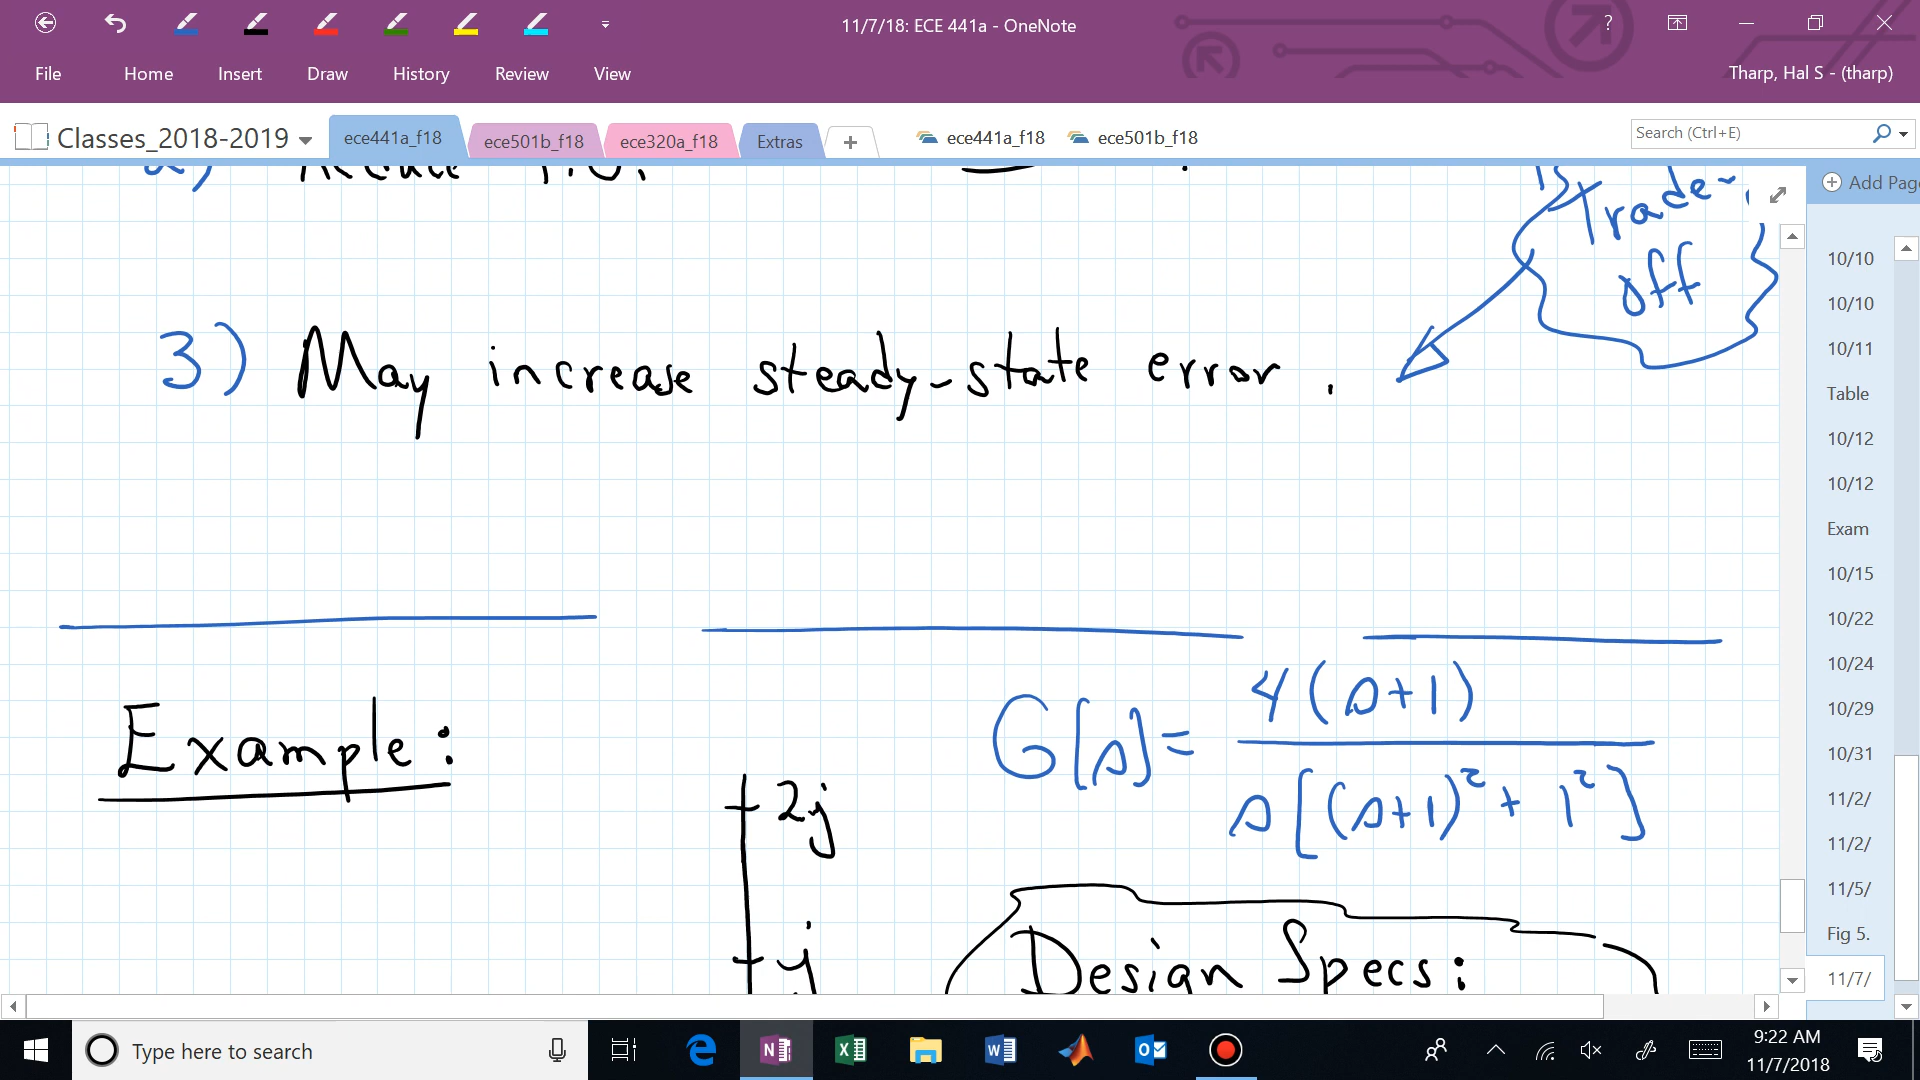 11/7/18: ECE 441a - OneNote
?
File Home Insert Draw History Review View
Tharp, Hal S - (tharp)
Classes_2018-2019
ece441a_f18
ece501b_f18
ece320a_f18
Extras
+
ece441a_f18
ece501b_f18
Search (Ctrl+E)
Add Pag
10/10
10/10
10/11
Table
10/12
10/12
Exam
10/15
10/22
10/24
10/29
10/31
11/2/
11/2/
11/5/
Fig 5.
11/7/
Trade-
off
3) May increase steady-state error.
Example:
G[s] = 4(s+1) / s[(s+1)² + 1²]
2j
j
Design Specs:
Type here to search
9:22 AM
11/7/2018